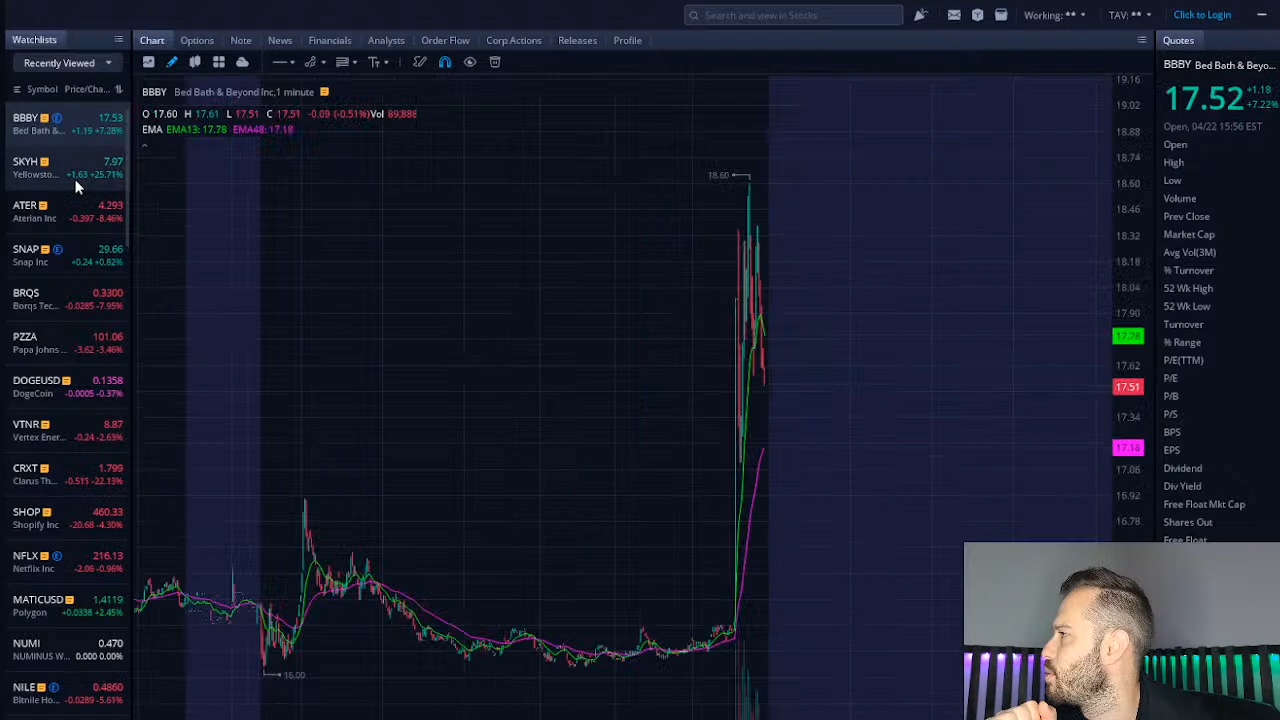 Search and view in Stocks
Working: ** TAV: ** Click to Login
Watchlists
Chart Options Note News Financials Analysts Order Flow Corp Actions Releases Profile
Quotes
Recently Viewed
Symbol Price/Cha...
BBBY 17.53
Bed Bath &... +1.19 +7.28%
SKYH 7.97
Yellowsto... +1.63 +25.71%
ATER 4.293
Aterian Inc -0.397 -8.46%
SNAP 29.66
Snap Inc +0.24 +0.82%
BRQS 0.3300
Borqs Tec... -0.0285 -7.95%
PZZA 101.06
Papa Johns ... -3.62 -3.46%
DOGEUSD 0.1358
DogeCoin -0.0005 -0.37%
VTNR 8.87
Vertex Ener... -0.24 -2.63%
CRXT 1.799
Clarus Th... -0.511 -22.13%
SHOP 460.33
Shopify Inc -20.68 -4.30%
NFLX 216.13
Netflix Inc -2.09 -0.96%
MATICUSD 1.4119
Polygon +0.0338 +2.45%
NUMI 0.470
NUMINUS W... 0.000 0.00%
NILE 0.4860
Bitnile Ho... -0.0289 -5.61%
BBBY Bed Bath & Beyond Inc,1 minute
O 17.60 H 17.61 L 17.51 C 17.51 -0.09 (-0.51%) Vol 89,888
EMA EMA13: 17.78 EMA48: 17.18
18.60
16.00
19.16
19.02
18.88
18.74
18.60
18.46
18.32
18.18
18.04
17.90
17.78
17.62
17.51
17.34
17.18
17.06
16.92
16.78
BBBY Bed Bath & Beyo...
17.52 +1.18
+7.22%
Open, 04/22 15:56 EST
Open
High
Low
Volume
Prev Close
Market Cap
Avg Vol(3M)
% Turnover
52 Wk High
52 Wk Low
Turnover
% Range
P/E(TTM)
P/E
P/B
P/S
BPS
EPS
Dividend
Div Yield
Free Float Mkt Cap
Shares Out
Free Float